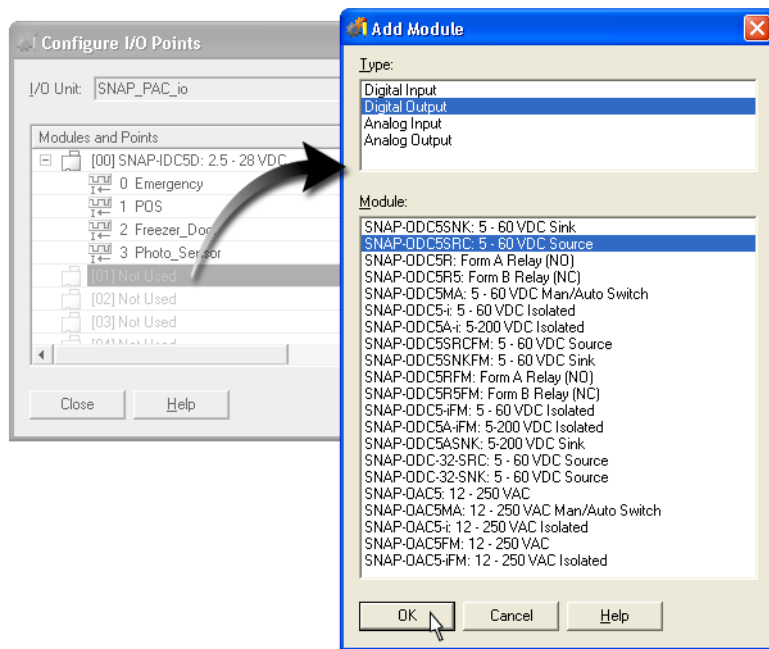 Configure I/O Points
I/O Unit: SNAP_PAC_io
Modules and Points
[00] SNAP-IDC5D: 2.5 - 28 VDC
0 Emergency
1 POS
2 Freezer_Doo
3 Photo_Sensor
[01] Not Used
[02] Not Used
[03] Not Used
[04] Not Used
Close
Help
Add Module
Type:
Digital Input
Digital Output
Analog Input
Analog Output
Module:
SNAP-ODC5SNK: 5 - 60 VDC Sink
SNAP-ODC5SRC: 5 - 60 VDC Source
SNAP-ODC5R: Form A Relay (NO)
SNAP-ODC5R5: Form B Relay (NC)
SNAP-ODC5MA: 5 - 60 VDC Man/Auto Switch
SNAP-ODC5-i: 5 - 60 VDC Isolated
SNAP-ODC5A-i: 5-200 VDC Isolated
SNAP-ODC5SRCFM: 5 - 60 VDC Source
SNAP-ODC5SNKFM: 5 - 60 VDC Sink
SNAP-ODC5RFM: Form A Relay (NO)
SNAP-ODC5R5FM: Form B Relay (NC)
SNAP-ODC5-iFM: 5 - 60 VDC Isolated
SNAP-ODC5A-iFM: 5-200 VDC Isolated
SNAP-ODC5ASNK: 5-200 VDC Sink
SNAP-ODC-32-SRC: 5 - 60 VDC Source
SNAP-ODC-32-SNK: 5 - 60 VDC Source
SNAP-OAC5: 12 - 250 VAC
SNAP-OAC5MA: 12 - 250 VAC Man/Auto Switch
SNAP-OAC5-i: 12 - 250 VAC Isolated
SNAP-OAC5FM: 12 - 250 VAC
SNAP-OAC5-iFM: 12 - 250 VAC Isolated
OK
Cancel
Help